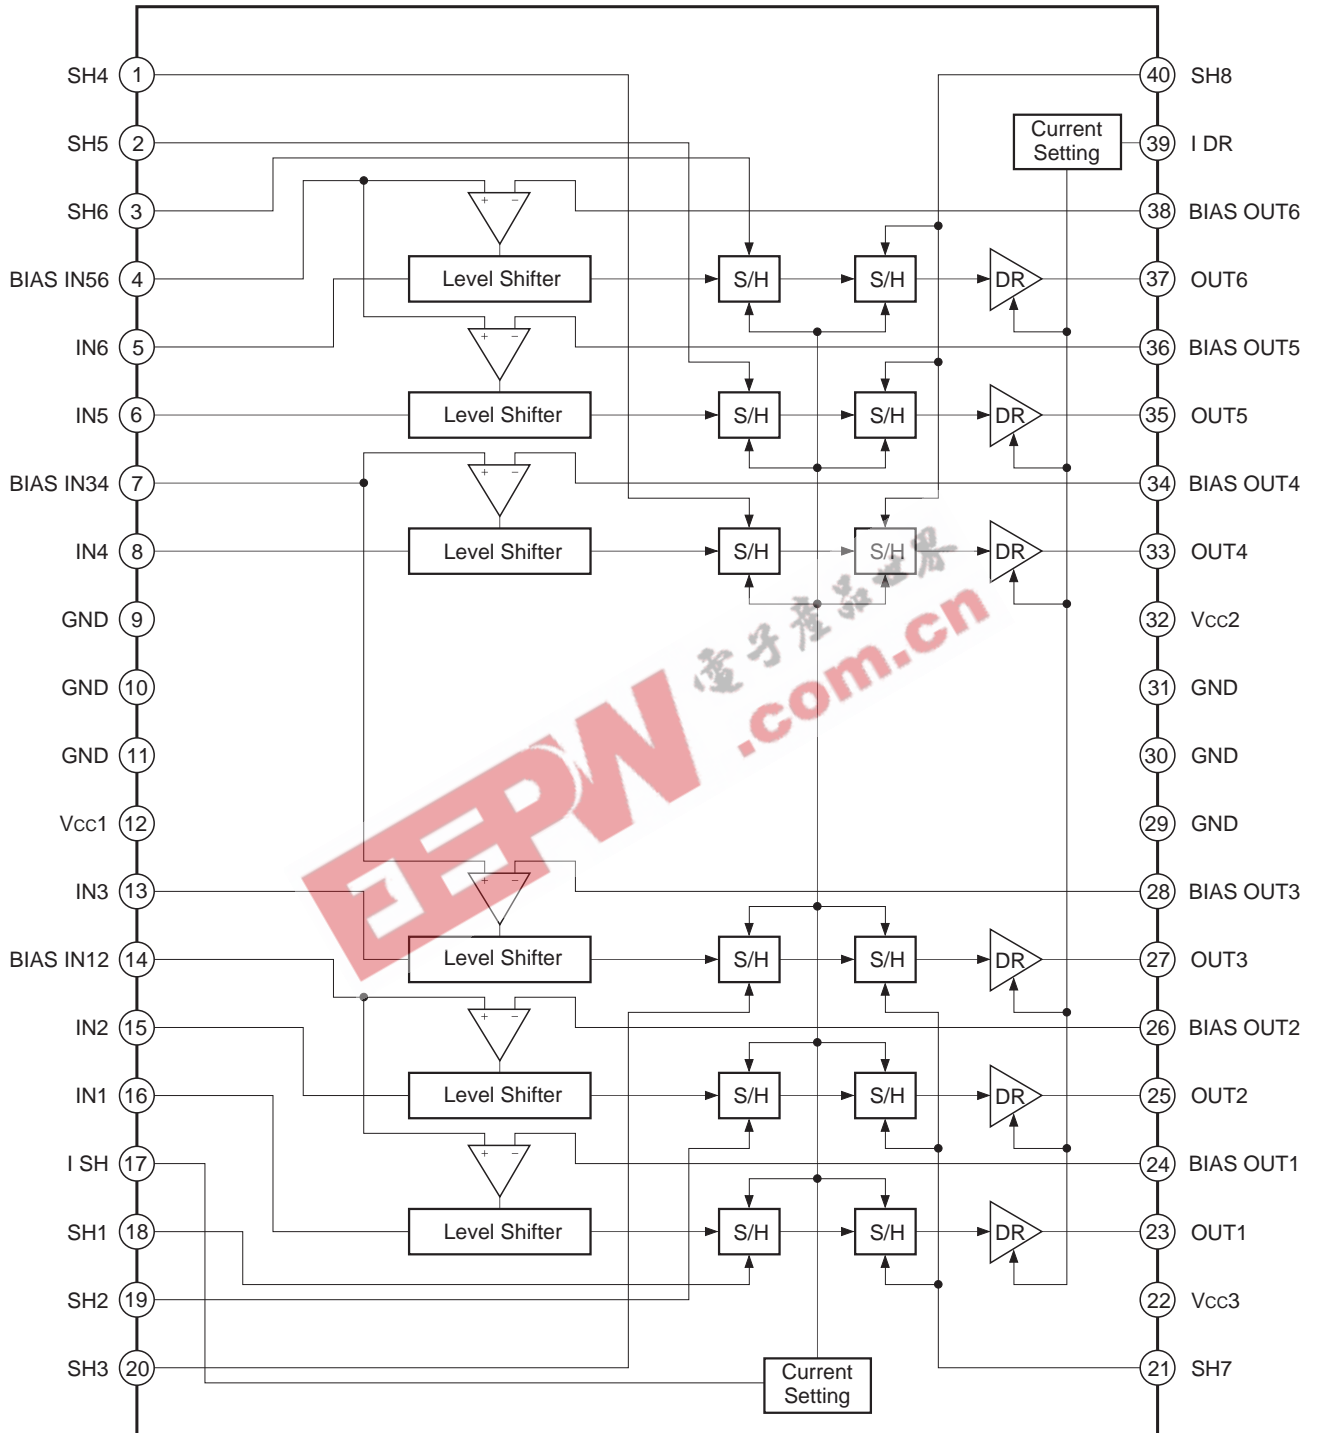 SH4 1
40 SH8
SH5 2
Current
Setting
39 I DR
SH6 3
+ −
38 BIAS OUT6
BIAS IN56 4
Level Shifter S/H S/H DR
37 OUT6
IN6 5
+ −
36 BIAS OUT5
IN5 6
Level Shifter S/H S/H DR
35 OUT5
BIAS IN34 7
+ −
34 BIAS OUT4
IN4 8
Level Shifter S/H S/H DR
33 OUT4
GND 9
32 Vcc2
GND 10
31 GND
GND 11
30 GND
Vcc1 12
29 GND
電子產品世界
EEPW.com.cn
IN3 13
+ −
28 BIAS OUT3
BIAS IN12 14
Level Shifter S/H S/H DR
27 OUT3
IN2 15
+ −
26 BIAS OUT2
IN1 16
Level Shifter S/H S/H DR
25 OUT2
I SH 17
+ −
24 BIAS OUT1
SH1 18
Level Shifter S/H S/H DR
23 OUT1
SH2 19
22 Vcc3
SH3 20
Current
Setting
21 SH7